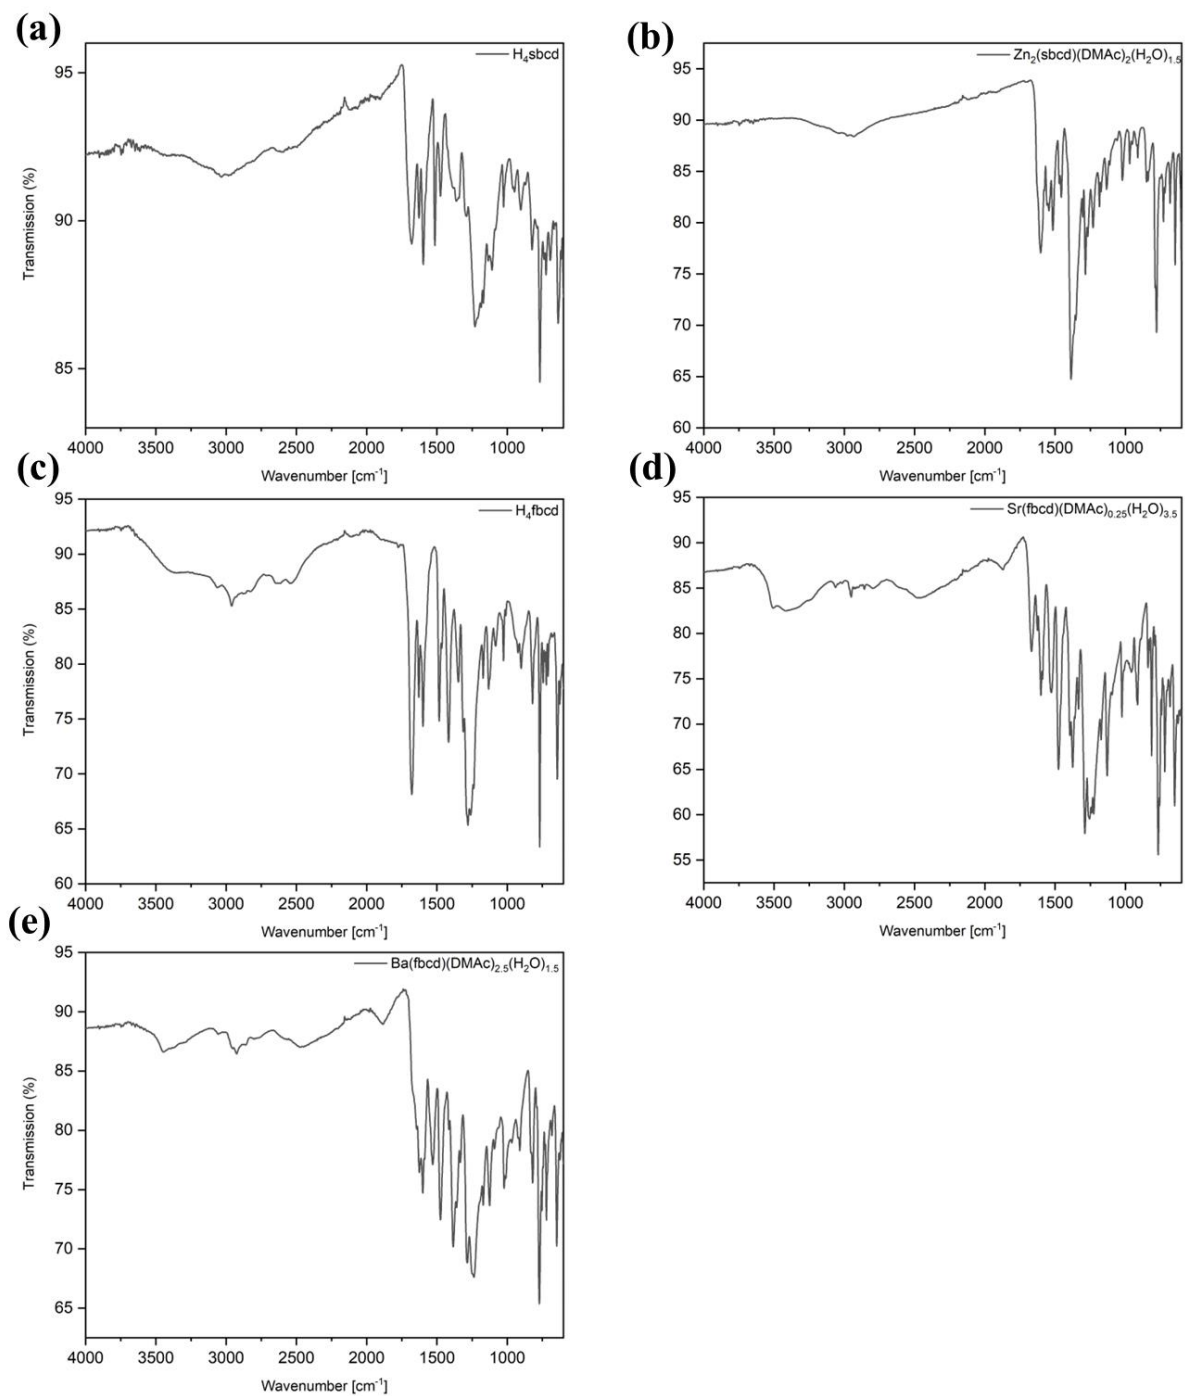 (a)
H₄sbcd
95
90
85
Transmission (%)
4000 3500 3000 2500 2000 1500 1000
Wavenumber [cm⁻¹]
(b)
Zn₂(sbcd)(DMAc)₂(H₂O)₁.₅
95
90
85
80
75
70
65
60
4000 3500 3000 2500 2000 1500 1000
Wavenumber [cm⁻¹]
(c)
H₄fbcd
95
90
85
80
75
70
65
60
Transmission (%)
4000 3500 3000 2500 2000 1500 1000
Wavenumber [cm⁻¹]
(d)
Sr(fbcd)(DMAc)₀.₂₅(H₂O)₃.₅
95
90
85
80
75
70
65
60
55
4000 3500 3000 2500 2000 1500 1000
Wavenumber [cm⁻¹]
(e)
Ba(fbcd)(DMAc)₂.₅(H₂O)₁.₅
95
90
85
80
75
70
65
Transmission (%)
4000 3500 3000 2500 2000 1500 1000
Wavenumber [cm⁻¹]